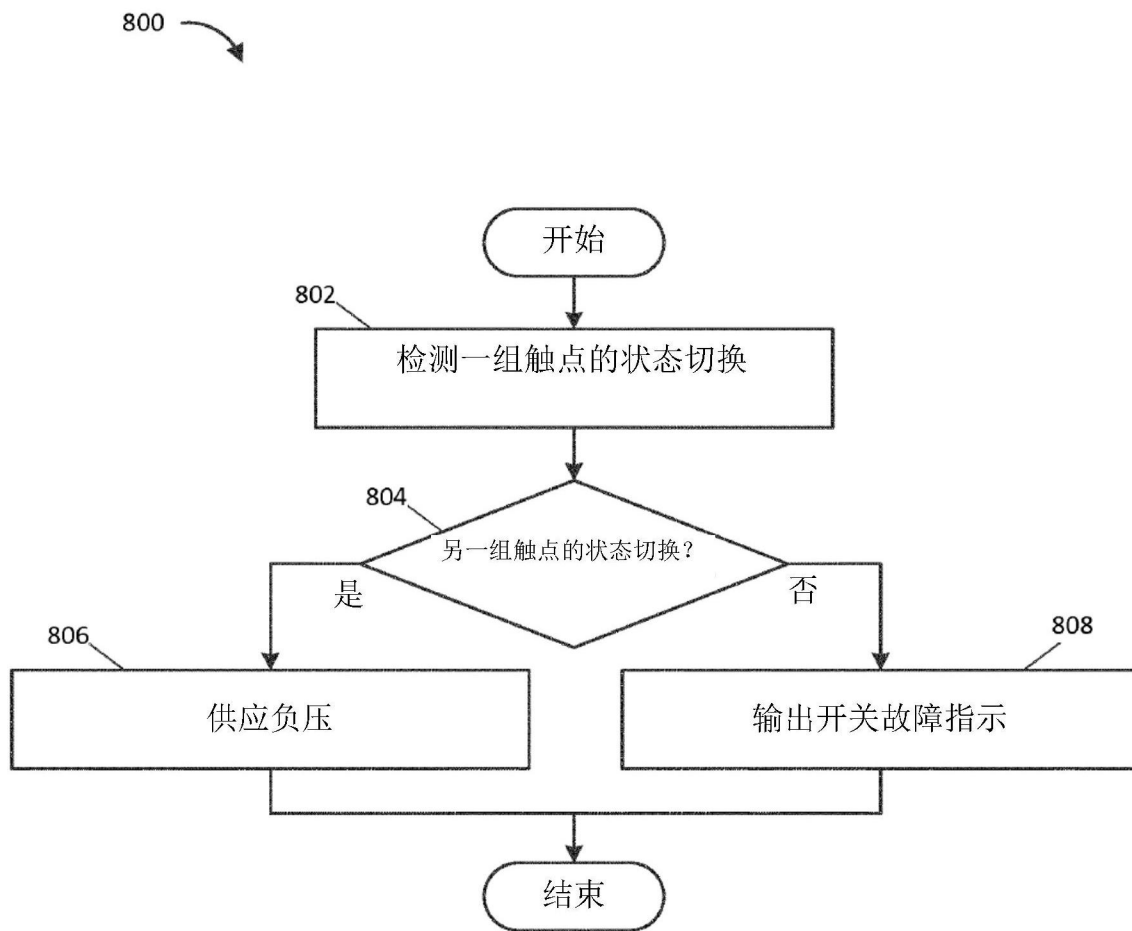 800
开始
802
检测一组触点的状态切换
804
另一组触点的状态切换？
是
否
806
808
供应负压
输出开关故障指示
结束